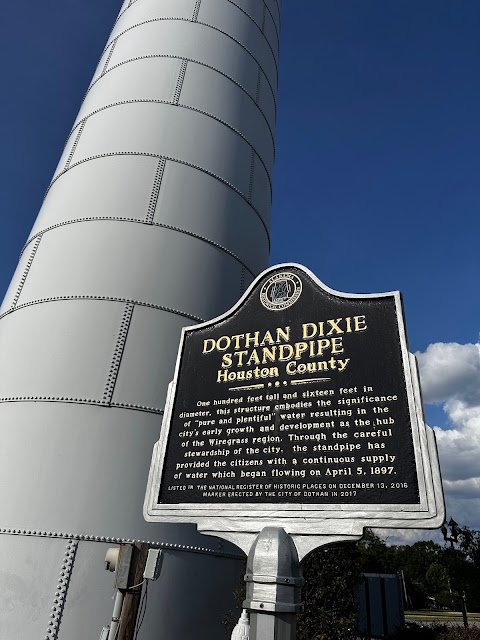 ALABAMA
HISTORICAL COMMISSION
DOTHAN DIXIE
STANDPIPE
Houston County
One hundred feet tall and sixteen feet in
diameter, this structure embodies the significance
of "pure and plentiful" water resulting in the
city's early growth and development as the hub
of the Wiregrass region. Through the careful
stewardship of the city, the standpipe has
provided the citizens with a continuous supply
of water which began flowing on April 5, 1897.
LISTED IN THE NATIONAL REGISTER OF HISTORIC PLACES ON DECEMBER 13, 2016
MARKER ERECTED BY THE CITY OF DOTHAN IN 2017